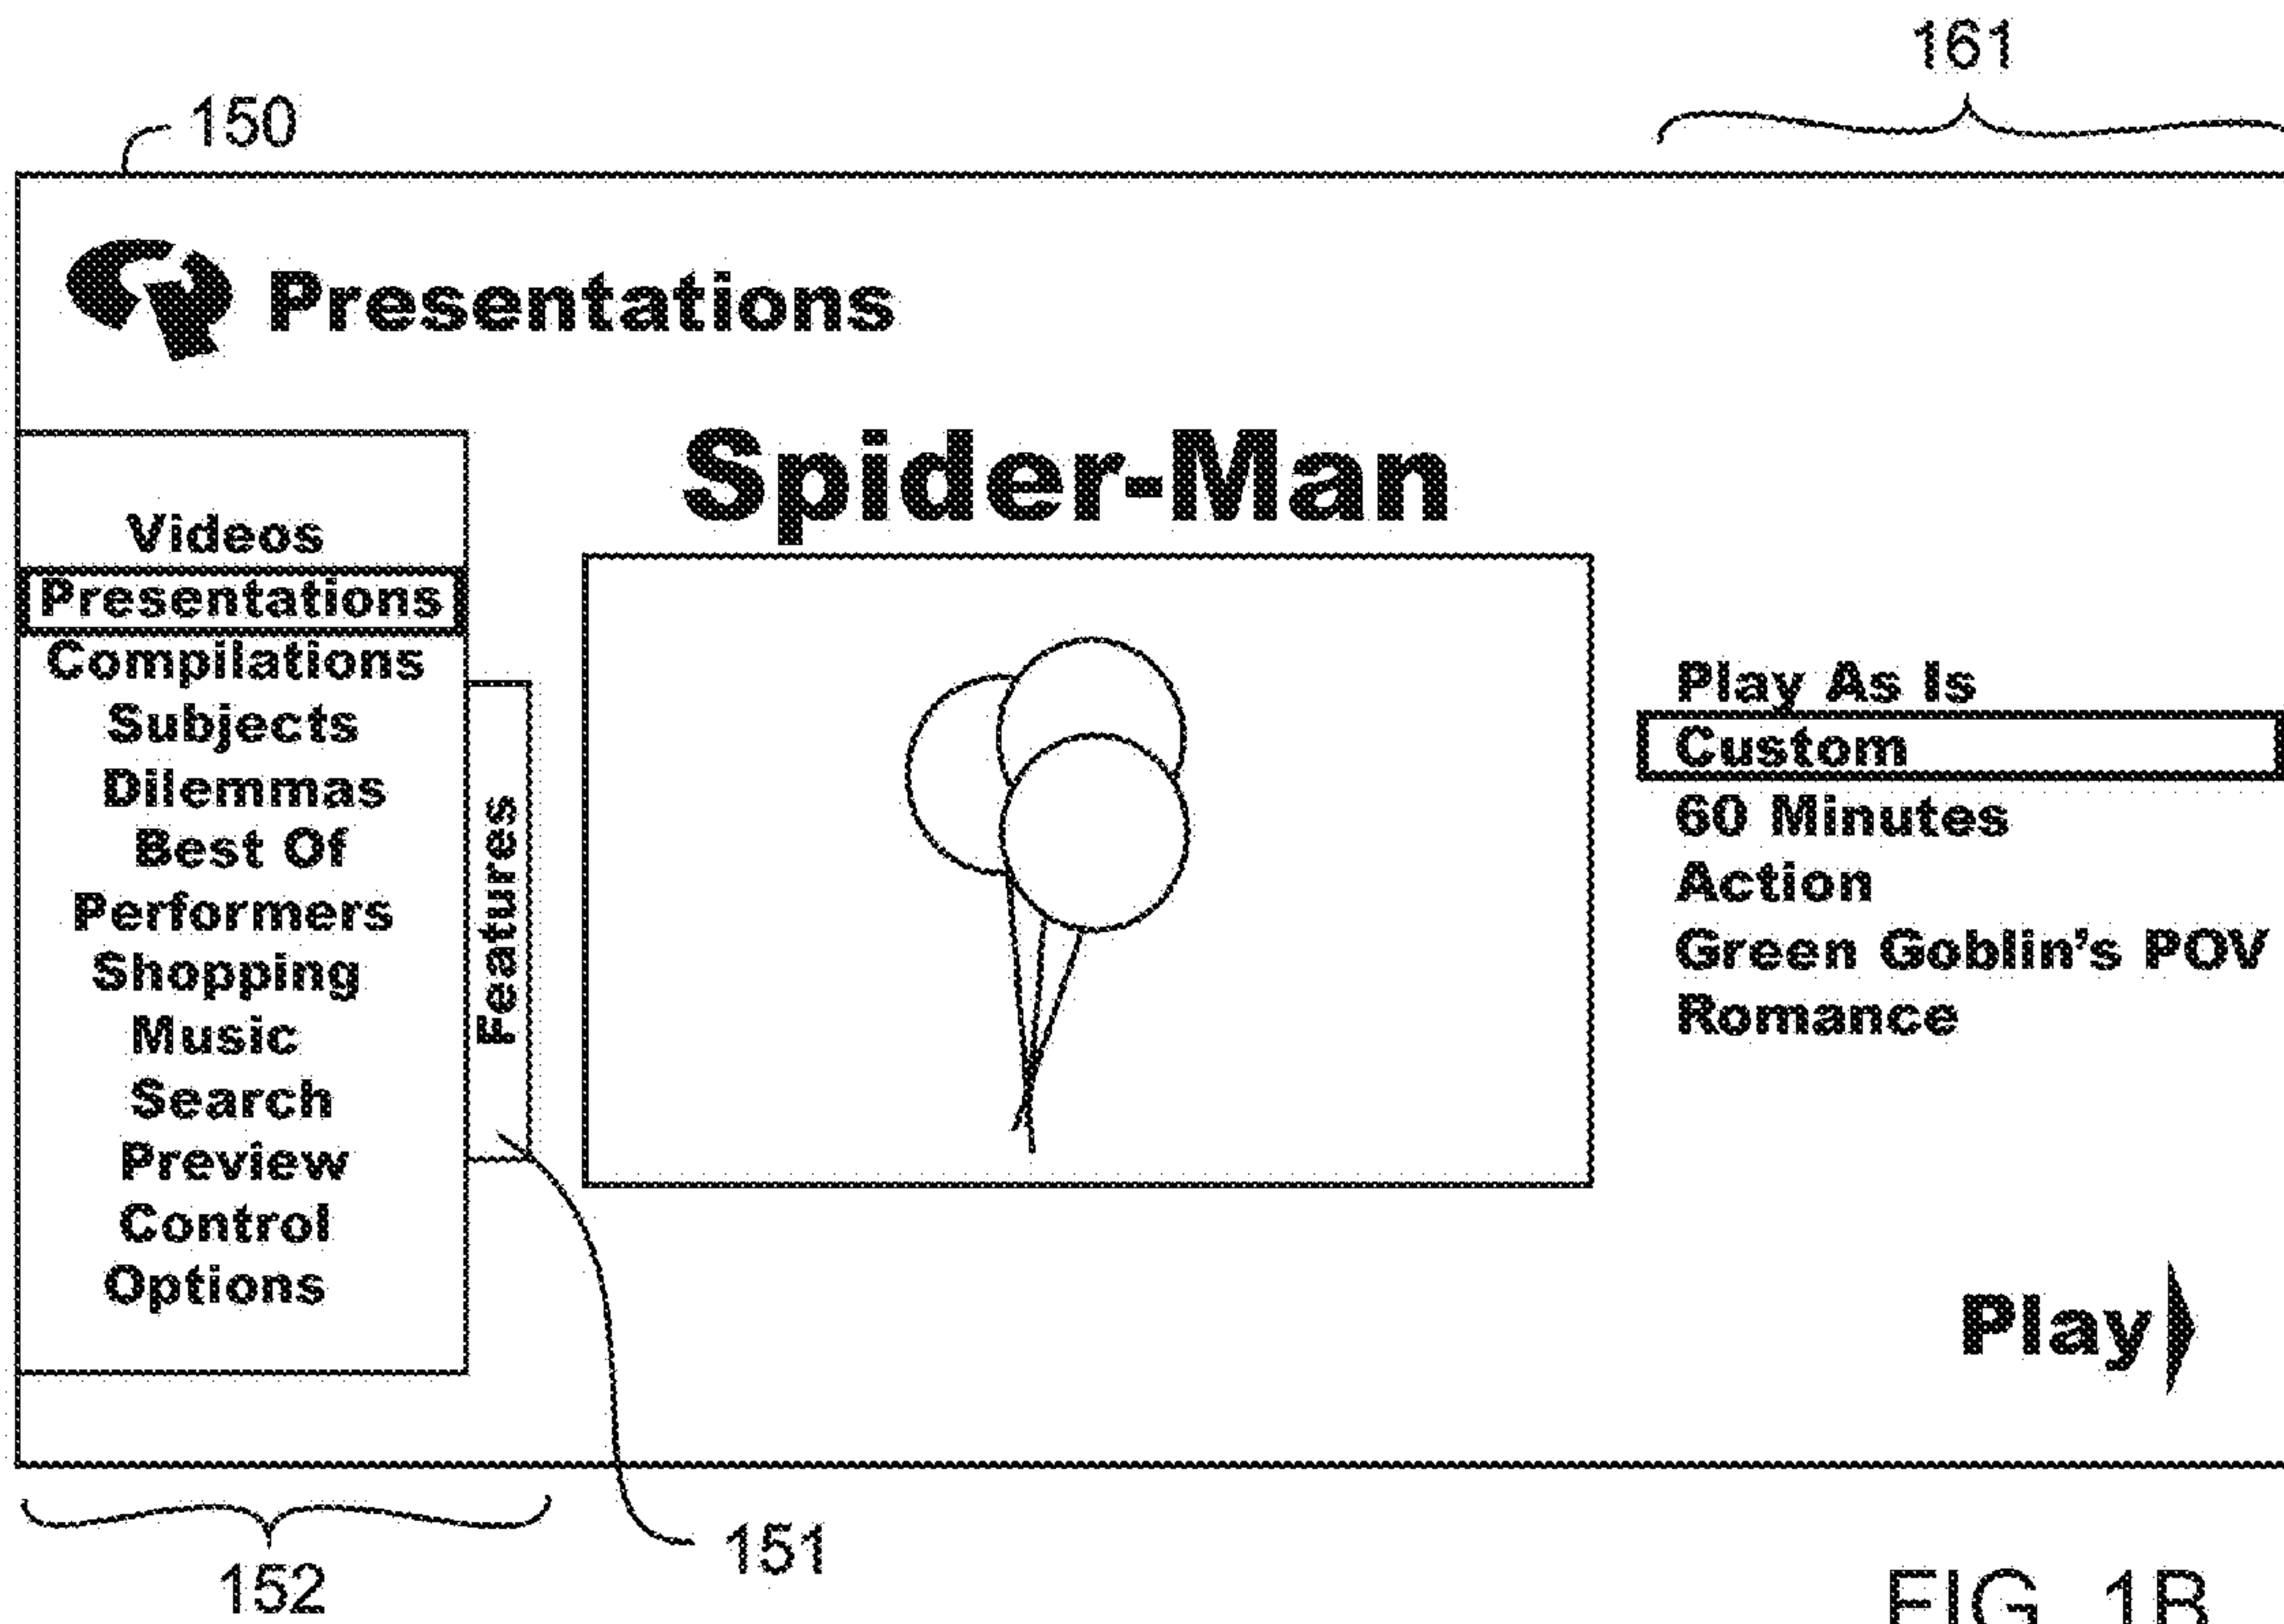 161
150
Presentations
Spider-Man
Videos
Presentations
Compilations
Subjects
Dilemmas
Best Of
Performers
Shopping
Music
Search
Preview
Control
Options
Features
Play As Is
Custom
60 Minutes
Action
Green Goblin's POV
Romance
Play
152
151
FIG. 1B